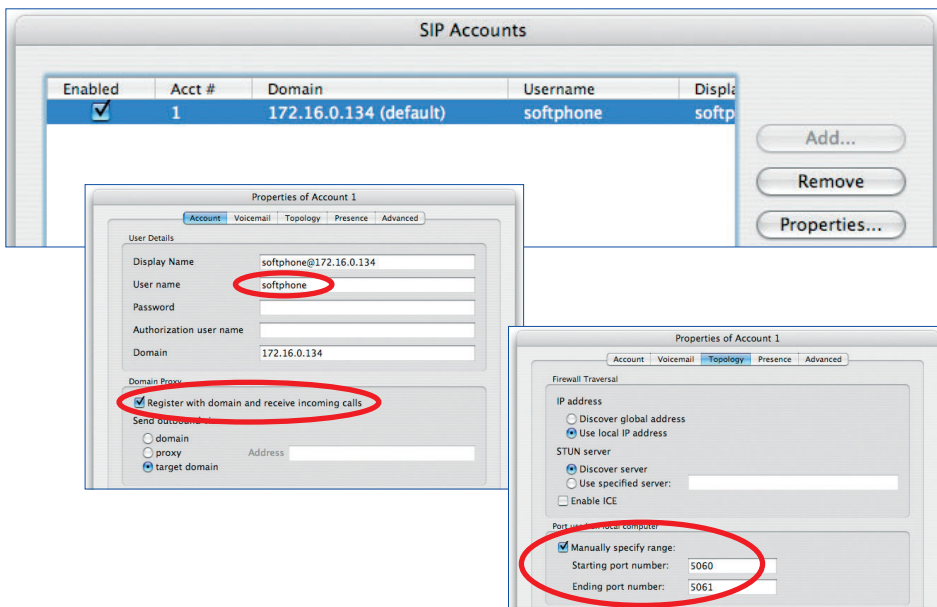 SIP Accounts
Enabled Acct # Domain Username Displa
1 172.16.0.134 (default) softphone softp
Add...
Remove
Properties...
Properties of Account 1
Account Voicemail Topology Presence Advanced
User Details
Display Name softphone@172.16.0.134
User name softphone
Password
Authorization user name
Domain 172.16.0.134
Domain Proxy
Register with domain and receive incoming calls
Send outbound
domain
proxy Address
target domain
Properties of Account 1
Account Voicemail Topology Presence Advanced
Firewall Traversal
IP address
Discover global address
Use local IP address
STUN server
Discover server
Use specified server:
Enable ICE
Port used on local computer
Manually specify range:
Starting port number: 5060
Ending port number: 5061